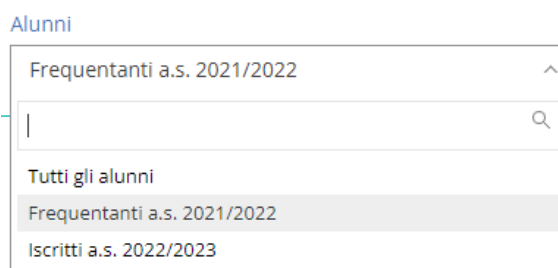 Alunni
Frequentanti a.s. 2021/2022
Tutti gli alunni
Frequentanti a.s. 2021/2022
Iscritti a.s. 2022/2023